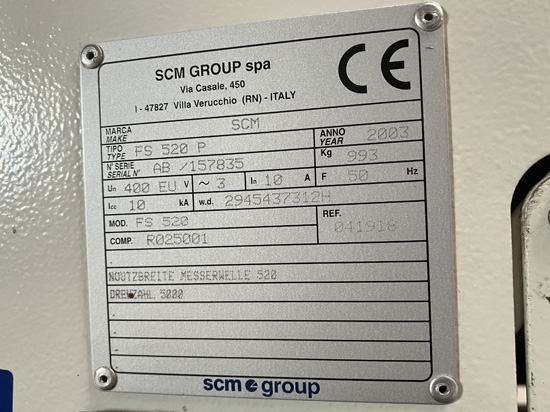 SCM GROUP spa
Via Casale, 450
I - 47827 Villa Verucchio (RN) - ITALY
CE
MARCA MAKE SCM
TIPO TYPE FS 520 P ANNO YEAR 2003
N° SERIE SERIAL N° AB /157835 Kg 993
Un 400 EU V ~ 3 In 10 A F 50 Hz
Icc 10 kA w.d. 2945437312H
MOD. FS 520 REF. 041918
COMP. R025001
NOUTZBREITE MESSERWELLE 520
DREHZAHL 5000
scm group